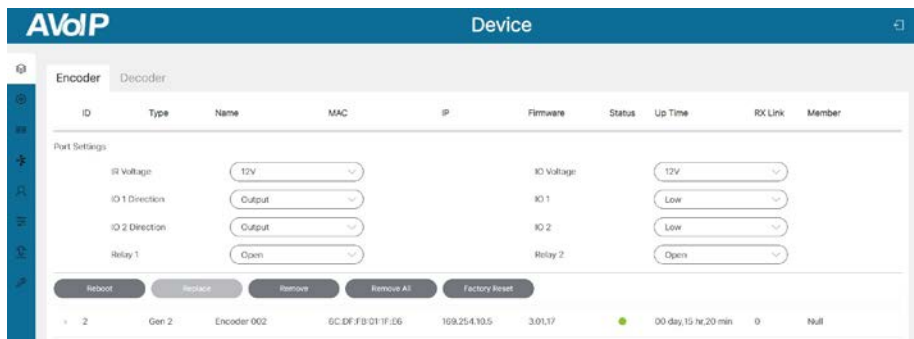 AVoIP Device
Encoder Decoder
ID Type Name MAC IP Firmware Status Up Time RX Link Member
Port Settings:
IR Voltage 12V IO Voltage 12V
IO 1 Direction Output IO 1 Low
IO 2 Direction Output IO 2 Low
Relay 1 Open Relay 2 Open
Reboot Replace Remove Remove All Factory Reset
2 Gen 2 Encoder 002 6C:DF:FB:01:1F:E6 169.254.10.5 3.01.17 00 day,15 hr,20 min 0 Null